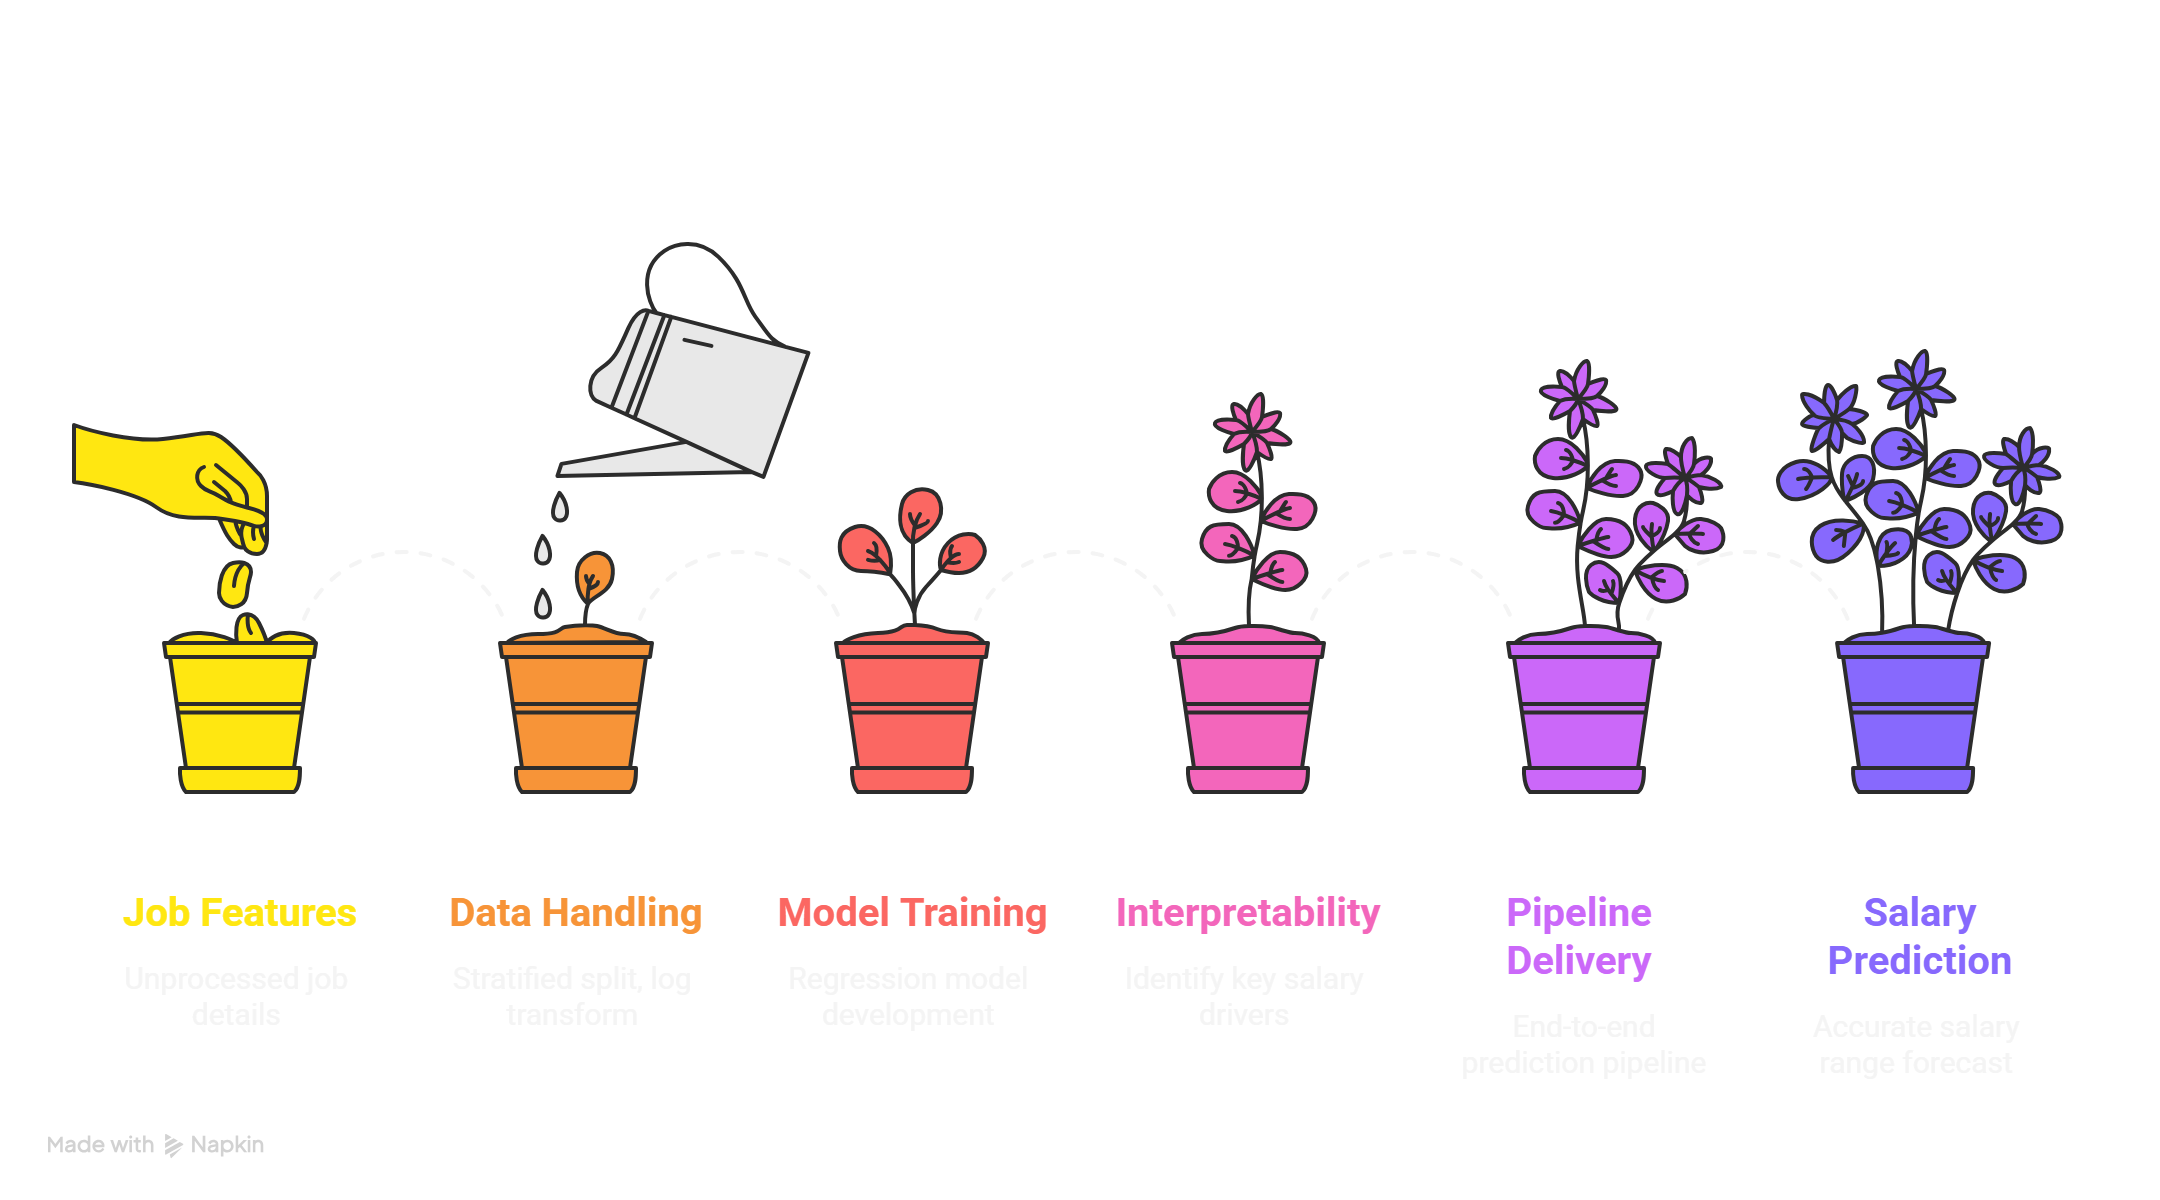 Job Features
Unprocessed job
details
Data Handling
Stratified split, log
transform
Model Training
Regression model
development
Interpretability
Identify key salary
drivers
Pipeline
Delivery
End-to-end
prediction pipeline
Salary
Prediction
Accurate salary
range forecast
Made with Napkin